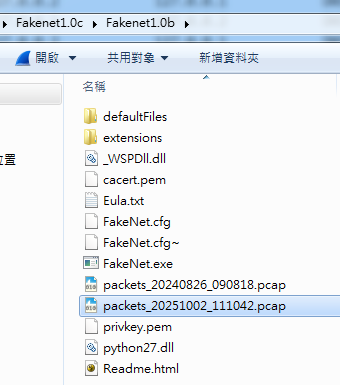 Fakenet1.0c ▸ Fakenet1.0b ▸
開啟 ▼ 共用對象 ▼ 新增資料夾
名稱
defaultFiles
extensions
_WSPDll.dll
位置
cacert.pem
Eula.txt
FakeNet.cfg
FakeNet.cfg~
FakeNet.exe
packets_20240826_090818.pcap
packets_20251002_111042.pcap
privkey.pem
python27.dll
Readme.html